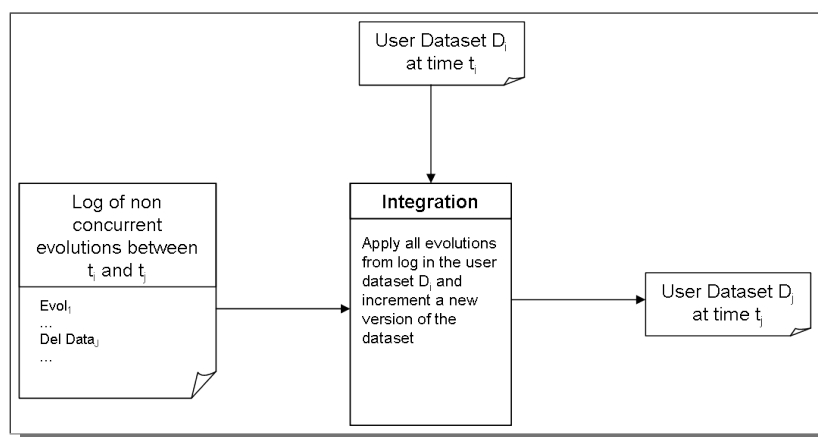 User Dataset Di
at time ti
Log of non
concurrent
evolutions between
ti and tj
Evol1
...
Del DataJ
...
Integration
Apply all evolutions
from log in the user
dataset Di and
increment a new
version of the
dataset
User Dataset Dj
at time tj